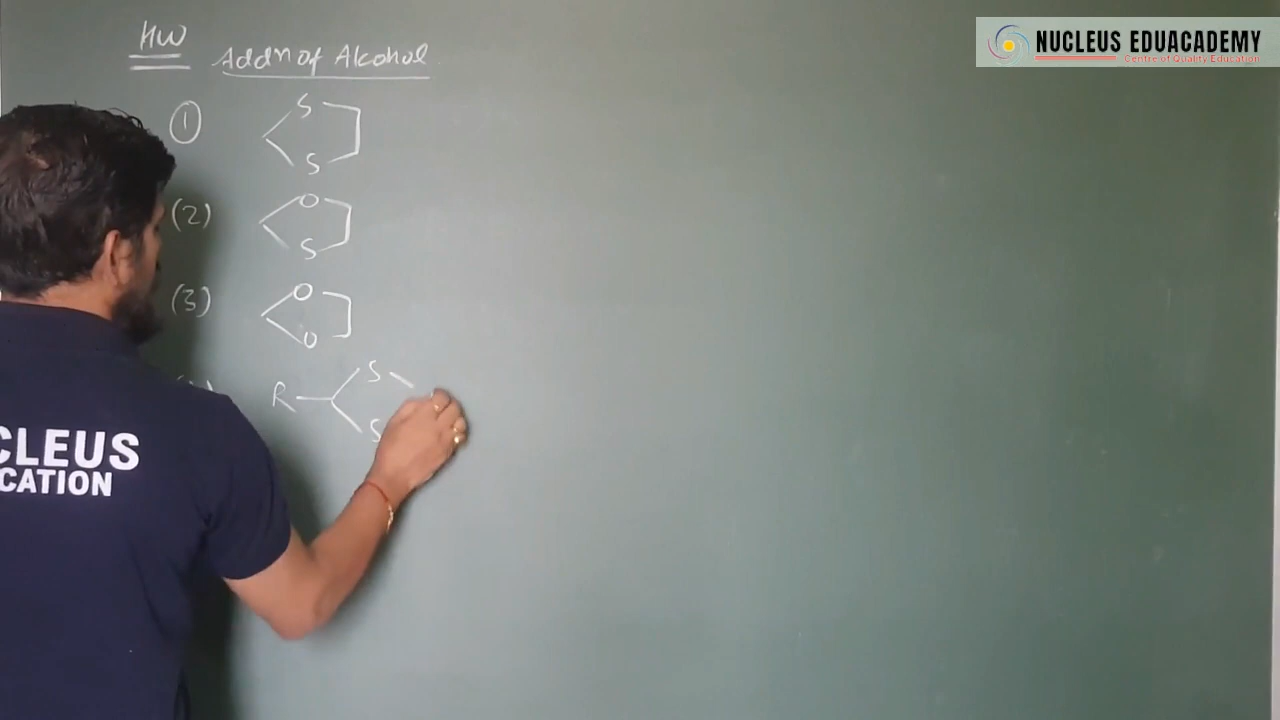 HW
Addn of Alcohol
NUCLEUS EDUACADEMY
Centre of Quality Education
① S S
(2) O S
(3) O O
R S S
CLEUS
CATION